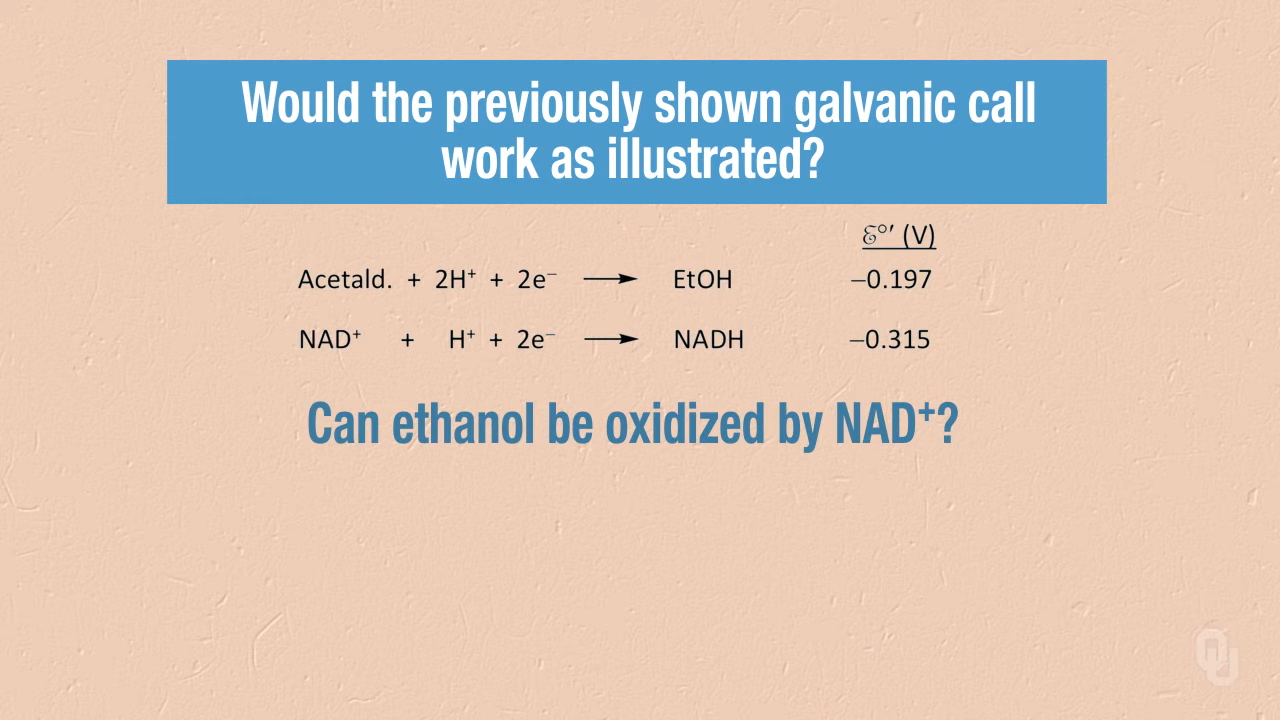 Would the previously shown galvanic call
work as illustrated?
ℰ°′ (V)
Acetald. + 2H⁺ + 2e⁻ ⟶ EtOH −0.197
NAD⁺ + H⁺ + 2e⁻ ⟶ NADH −0.315
Can ethanol be oxidized by NAD⁺?
OU